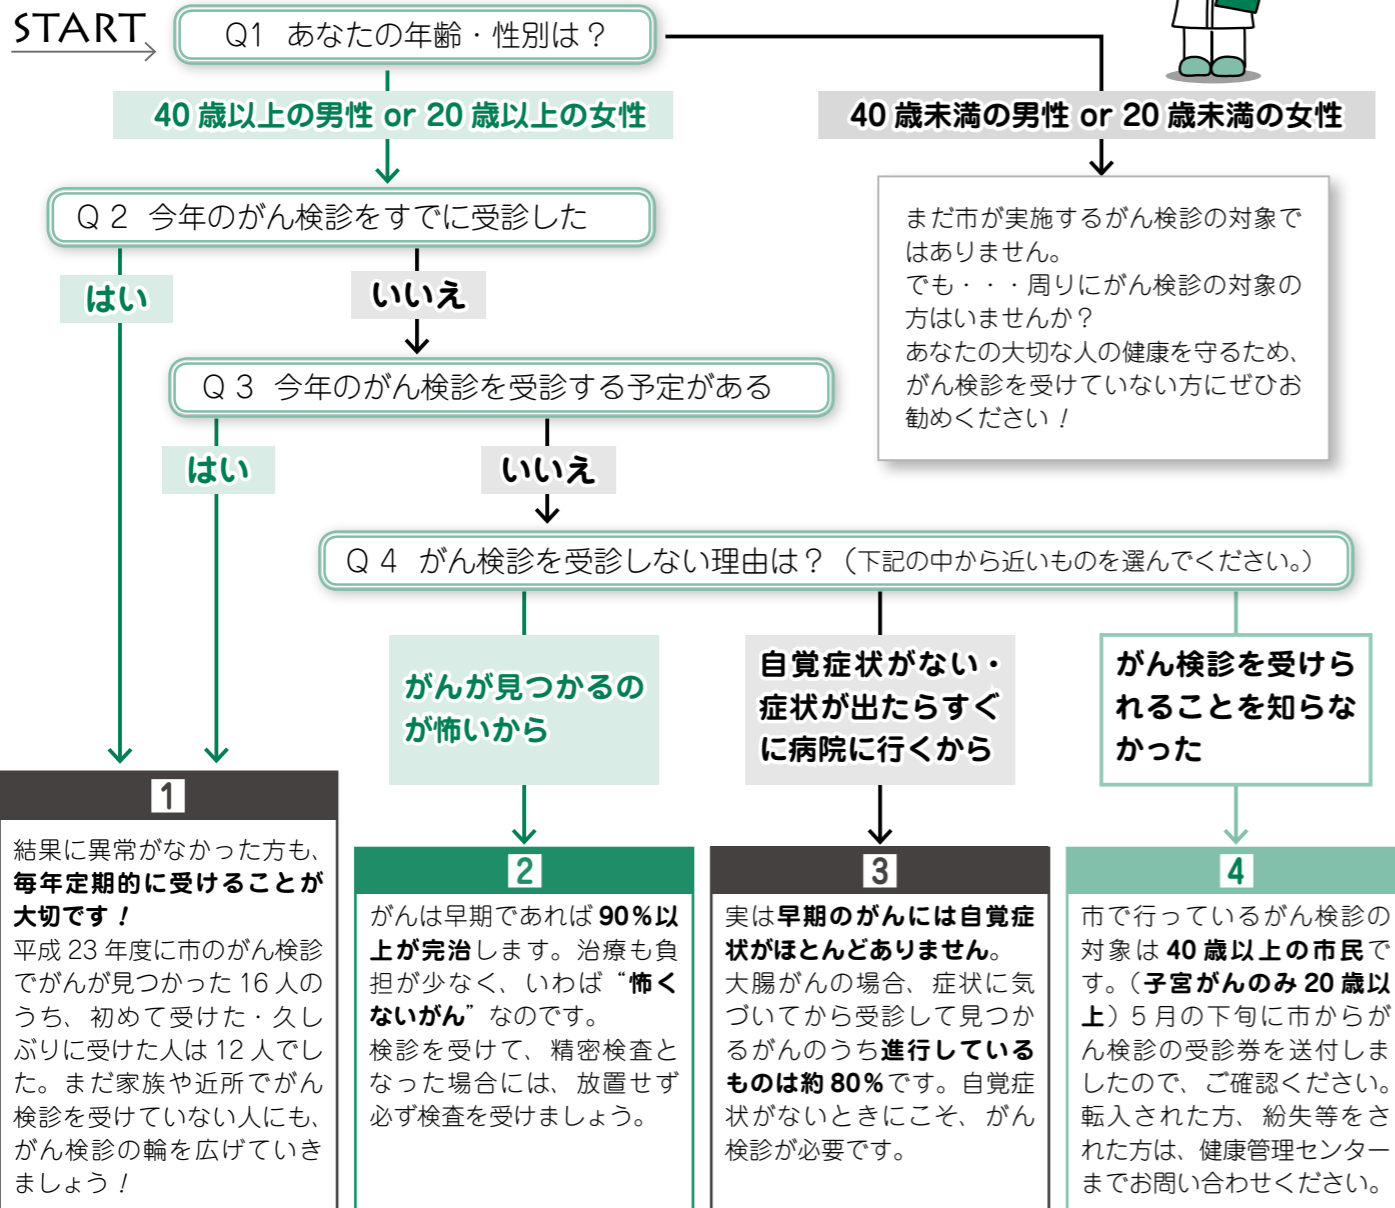 START
Q1 あなたの年齢・性別は？
40 歳以上の男性 or 20 歳以上の女性
40 歳未満の男性 or 20 歳未満の女性
まだ市が実施するがん検診の対象で
はありません。
でも・・・周りにがん検診の対象の
方はいませんか？
あなたの大切な人の健康を守るため、
がん検診を受けていない方にぜひお
勧めください！
Q 2 今年のがん検診をすでに受診した
はい
いいえ
Q 3 今年のがん検診を受診する予定がある
はい
いいえ
Q 4 がん検診を受診しない理由は？（下記の中から近いものを選んでください。）
がんが見つかるの
が怖いから
自覚症状がない・
症状が出たらすぐ
に病院に行くから
がん検診を受けら
れることを知らな
かった
1
結果に異常がなかった方も、
毎年定期的に受けることが
大切です！
平成 23 年度に市のがん検診
でがんが見つかった 16 人の
うち、初めて受けた・久し
ぶりに受けた人は 12 人でし
た。まだ家族や近所でがん
検診を受けていない人にも、
がん検診の輪を広げていき
ましょう！
2
がんは早期であれば 90％以
上が完治します。治療も負
担が少なく、いわば “怖く
ないがん” なのです。
検診を受けて、精密検査と
なった場合には、放置せず
必ず検査を受けましょう。
3
実は早期のがんには自覚症
状がほとんどありません。
大腸がんの場合、症状に気
づいてから受診して見つか
るがんのうち進行している
ものは約 80％です。自覚症
状がないときにこそ、がん
検診が必要です。
4
市で行っているがん検診の
対象は 40 歳以上の市民で
す。（子宮がんのみ 20 歳以
上）5 月の下旬に市からが
ん検診の受診券を送付しま
したので、ご確認ください。
転入された方、紛失等をさ
れた方は、健康管理センター
までお問い合わせください。